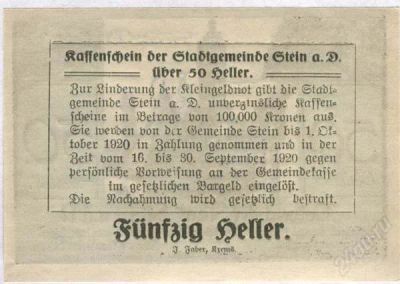 Kassenschein der Stadtgemeinde Stein a. D.
über 50 Heller.
Zur Linderung der Kleingeldnot gibt die Stadt-
gemeinde Stein a. D. unverzinsliche Kassen-
scheine im Betrage von 100,000 Kronen aus.
Sie werden von der Gemeinde Stein bis 1. Ok-
tober 1920 in Zahlung genommen und in der
Zeit vom 16. bis 30. September 1920 gegen
persönliche Vorweisung an der Gemeindekasse
im gesetzlichen Bargeld eingelöst.
Die Nachahmung wird gesetzlich bestraft.
Fünfzig Heller.
J. Faber, Krems.